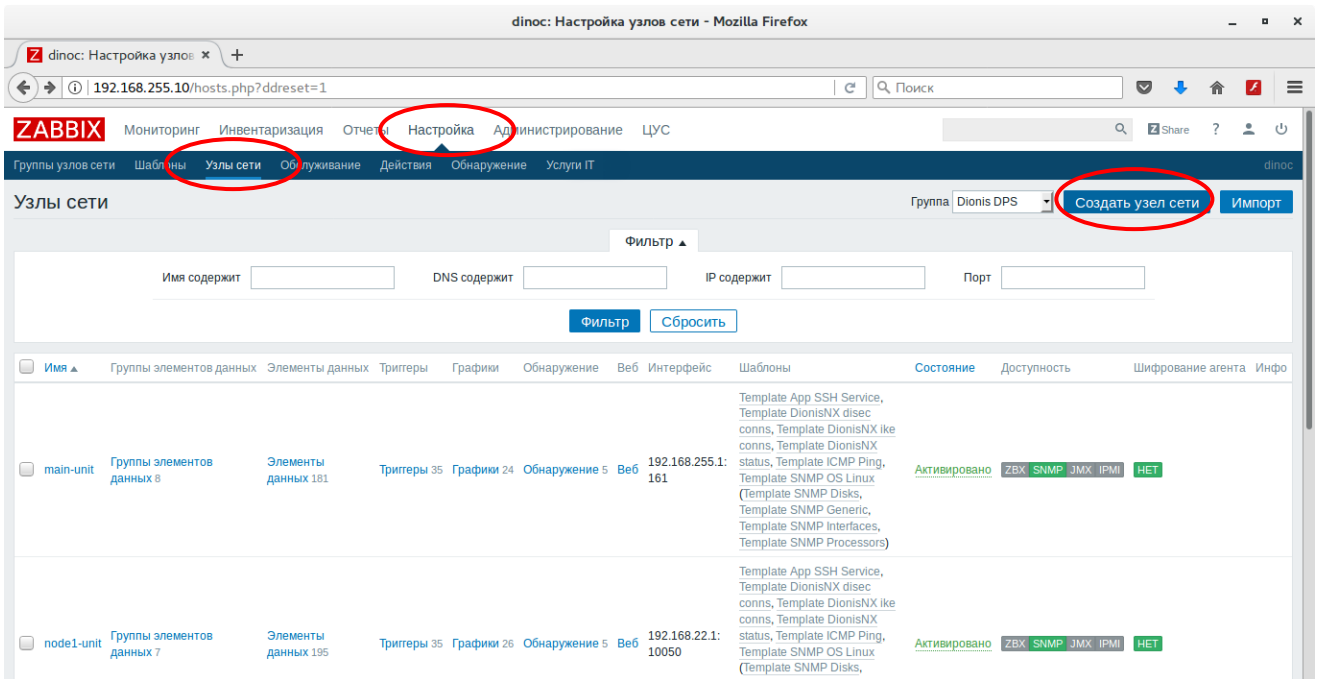 dinoc: Настройка узлов сети - Mozilla Firefox
Z dinoc: Настройка узлов
192.168.255.10/hosts.php?ddreset=1
Поиск
ZABBIX Мониторинг Инвентаризация Отчеты Настройка Администрирование ЦУС Z Share ?
Группы узлов сети Шаблоны Узлы сети Обслуживание Действия Обнаружение Услуги IT dinoc
Узлы сети Группа Dionis DPS Создать узел сети Импорт
Фильтр ▲
Имя содержит DNS содержит IP содержит Порт
Фильтр Сбросить
Имя ▲ Группы элементов данных Элементы данных Триггеры Графики Обнаружение Веб Интерфейс Шаблоны Состояние Доступность Шифрование агента Инфо
main-unit
Группы элементов
данных 8
Элементы
данных 181
Триггеры 35
Графики 24
Обнаружение 5
Веб
192.168.255.1:
161
Template App SSH Service,
Template DionisNX disec
conns, Template DionisNX ike
conns, Template DionisNX
status, Template ICMP Ping,
Template SNMP OS Linux
(Template SNMP Disks,
Template SNMP Generic,
Template SNMP Interfaces,
Template SNMP Processors)
Активировано
ZBX SNMP JMX IPMI
НЕТ
node1-unit
Группы элементов
данных 7
Элементы
данных 195
Триггеры 35
Графики 26
Обнаружение 5
Веб
192.168.22.1:
10050
Template App SSH Service,
Template DionisNX disec
conns, Template DionisNX ike
conns, Template DionisNX
status, Template ICMP Ping,
Template SNMP OS Linux
(Template SNMP Disks,
Активировано
ZBX SNMP JMX IPMI
НЕТ